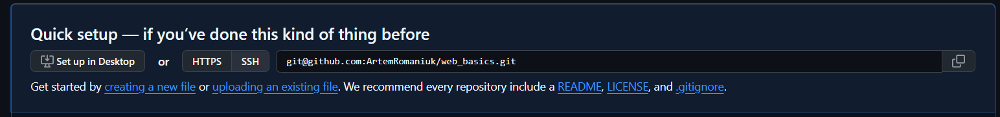 Quick setup — if you’ve done this kind of thing before
Set up in Desktop or HTTPS SSH git@github.com:ArtemRomaniuk/web_basics.git
Get started by creating a new file or uploading an existing file. We recommend every repository include a README, LICENSE, and .gitignore.